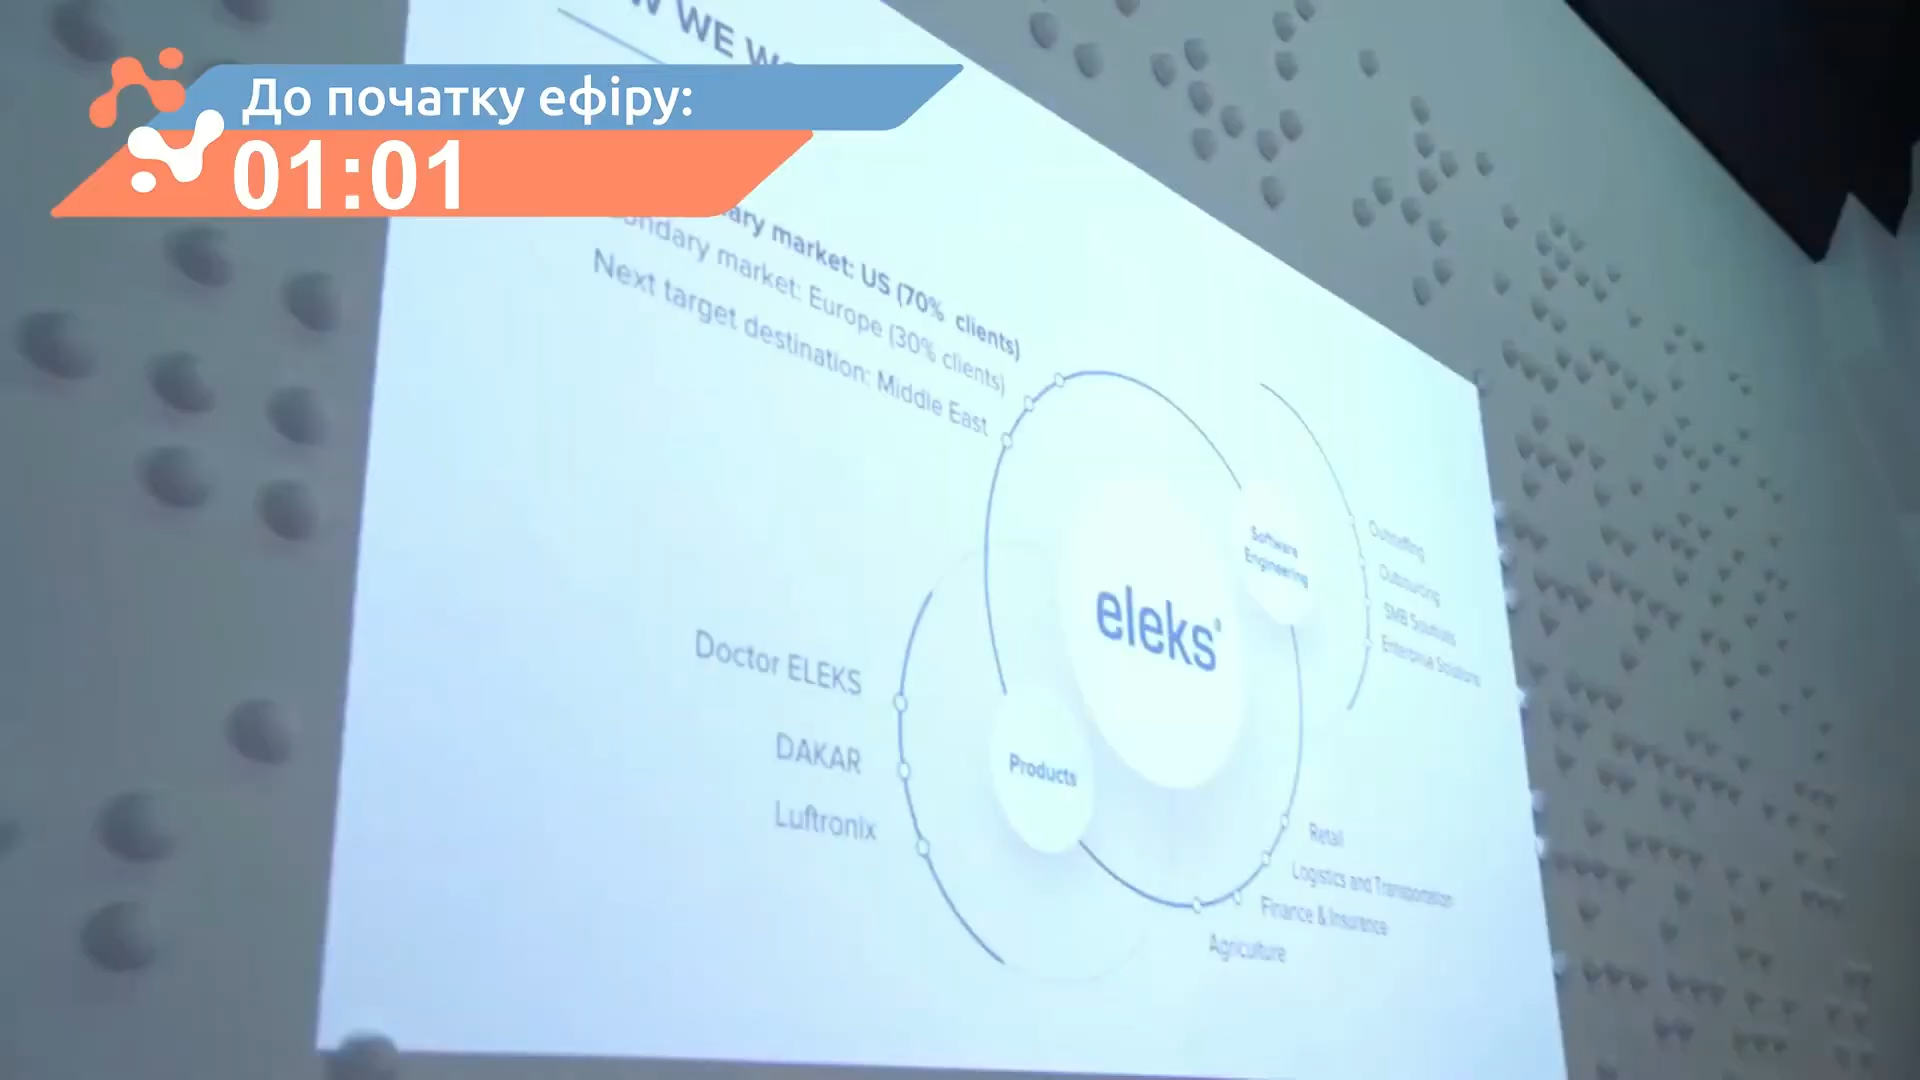 До початку ефіру:
01:01
WE
market: US (70% clients)
market: Europe (30% clients)
Next target destination: Middle East
Software
Engineering
Outstaffing
Outsourcing
SMB Solutions
Enterprise Solutions
eleks®
Doctor ELEKS
DAKAR
Luftronix
Products
Retail
Logistics and Transportation
Finance & Insurance
Agriculture